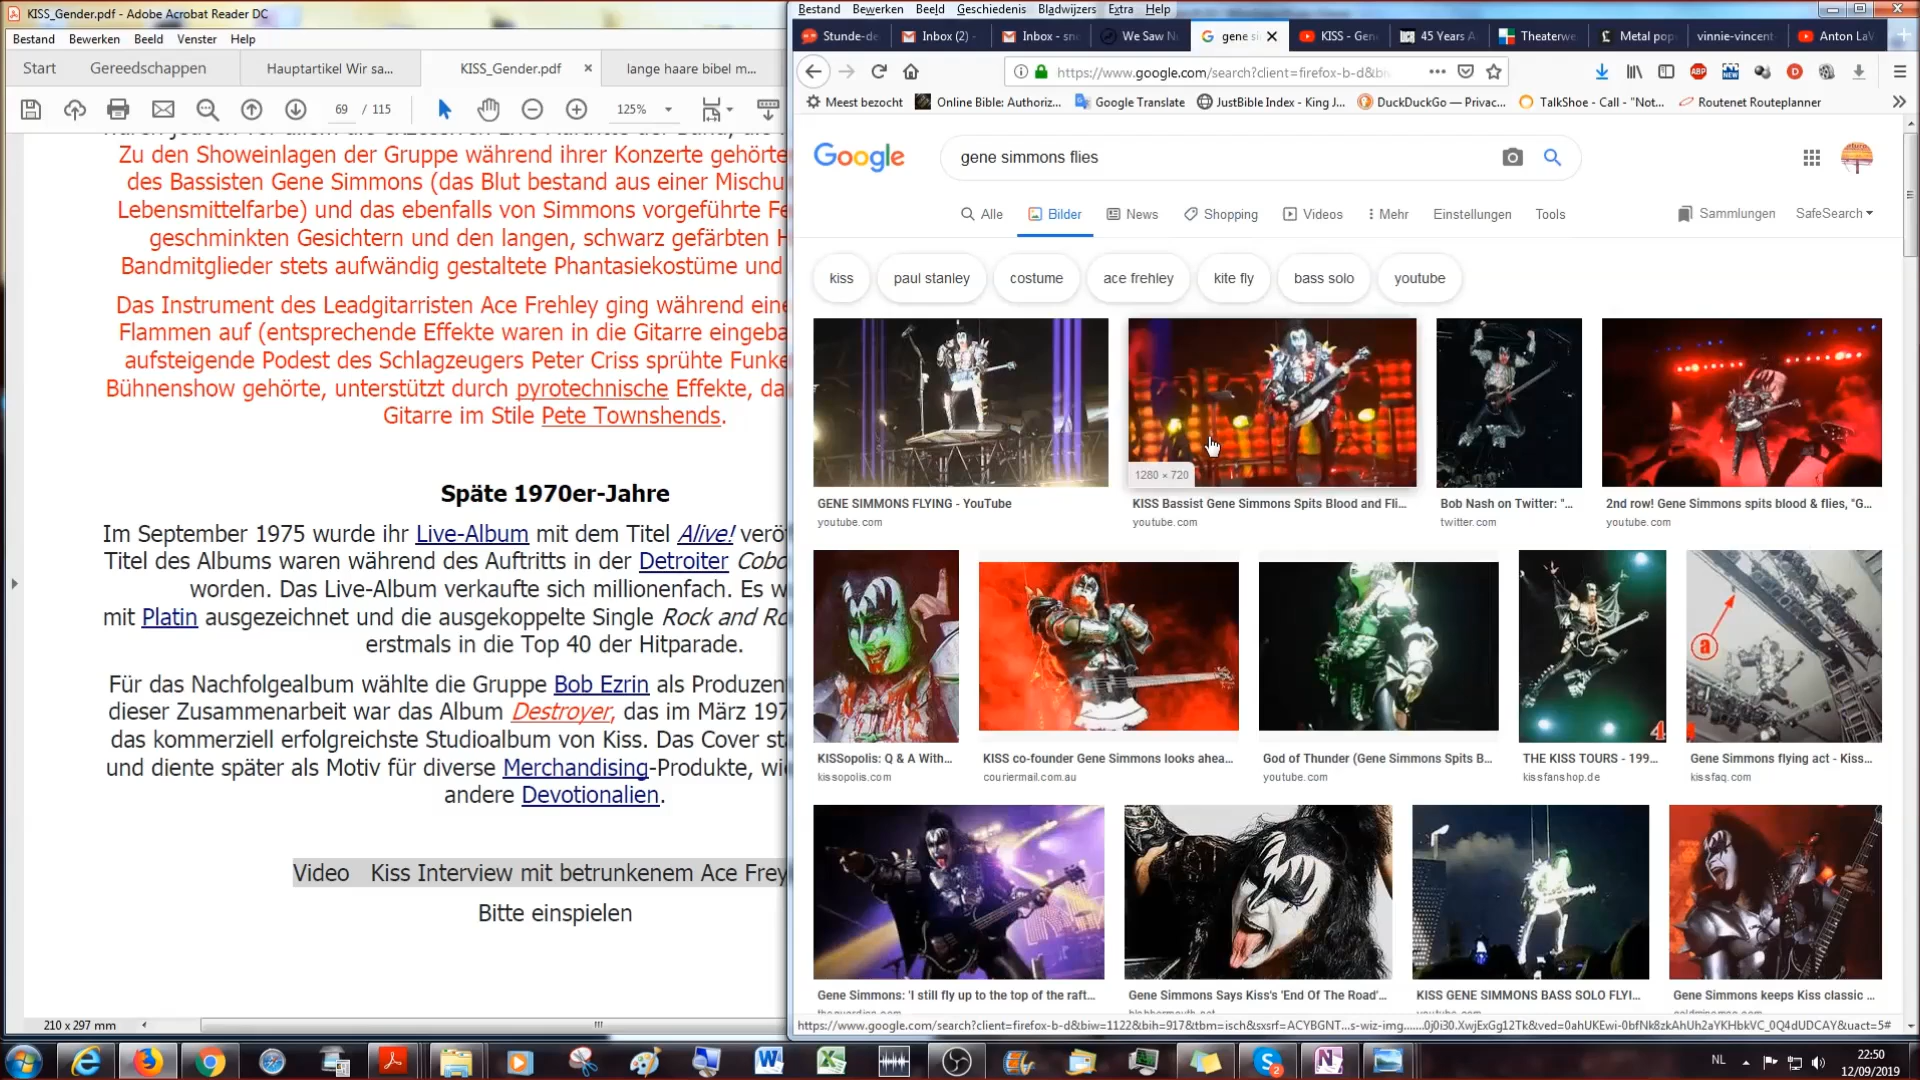 KISS_Gender.pdf - Adobe Acrobat Reader DC
Bestand Bewerken Beeld Venster Help
Start Gereedschappen Hauptartikel Wir sa... KISS_Gender.pdf × lange haare bibel m...
69 / 115 125%
Zu den Showeinlagen der Gruppe während ihrer Konzerte gehörte
des Bassisten Gene Simmons (das Blut bestand aus einer Mischu
Lebensmittelfarbe) und das ebenfalls von Simmons vorgeführte Fe
geschminkten Gesichtern und den langen, schwarz gefärbten H
Bandmitglieder stets aufwändig gestaltete Phantasiekostüme und
Das Instrument des Leadgitarristen Ace Frehley ging während eine
Flammen auf (entsprechende Effekte waren in die Gitarre eingeba
aufsteigende Podest des Schlagzeugers Peter Criss sprühte Funke
Bühnenshow gehörte, unterstützt durch pyrotechnische Effekte, da
Gitarre im Stile Pete Townshends.
Späte 1970er-Jahre
Im September 1975 wurde ihr Live-Album mit dem Titel Alive! verö
Titel des Albums waren während des Auftritts in der Detroiter Cobo
worden. Das Live-Album verkaufte sich millionenfach. Es w
mit Platin ausgezeichnet und die ausgekoppelte Single Rock and Ro
erstmals in die Top 40 der Hitparade.
Für das Nachfolgealbum wählte die Gruppe Bob Ezrin als Produzen
dieser Zusammenarbeit war das Album Destroyer, das im März 197
das kommerziell erfolgreichste Studioalbum von Kiss. Das Cover st
und diente später als Motiv für diverse Merchandising-Produkte, wi
andere Devotionalien.
Video Kiss Interview mit betrunkenem Ace Frey
Bitte einspielen
210 x 297 mm
Bestand Bewerken Beeld Geschiedenis Bladwijzers Extra Help
Stunde-de Inbox (2) - Inbox - sn We Saw N gene si × KISS - Gen 45 Years A Theaterwe Metal pop vinnie-vincent- Anton LaV
https://www.google.com/search?client=firefox-b-d&bi
Meest bezocht Online Bible: Authoriz... Google Translate JustBible Index - King J... DuckDuckGo — Privac... TalkShoe - Call - "Not... Routenet Routeplanner
Google gene simmons flies
Alle Bilder News Shopping Videos Mehr Einstellungen Tools Sammlungen SafeSearch
kiss paul stanley costume ace frehley kite fly bass solo youtube
1280 × 720
GENE SIMMONS FLYING - YouTube
youtube.com
KISS Bassist Gene Simmons Spits Blood and Fli...
youtube.com
Bob Nash on Twitter: "...
twitter.com
2nd row! Gene Simmons spits blood & flies, "G...
youtube.com
a
4
KISSopolis: Q & A With...
kissopolis.com
KISS co-founder Gene Simmons looks ahea...
couriermail.com.au
God of Thunder (Gene Simmons Spits B...
youtube.com
THE KISS TOURS - 199...
kissfanshop.de
Gene Simmons flying act - Kiss...
kissfaq.com
Gene Simmons: 'I still fly up to the top of the raft...
Gene Simmons Says Kiss's 'End Of The Road'...
KISS GENE SIMMONS BASS SOLO FLYI...
Gene Simmons keeps Kiss classic ...
NL 22:50
12/09/2019